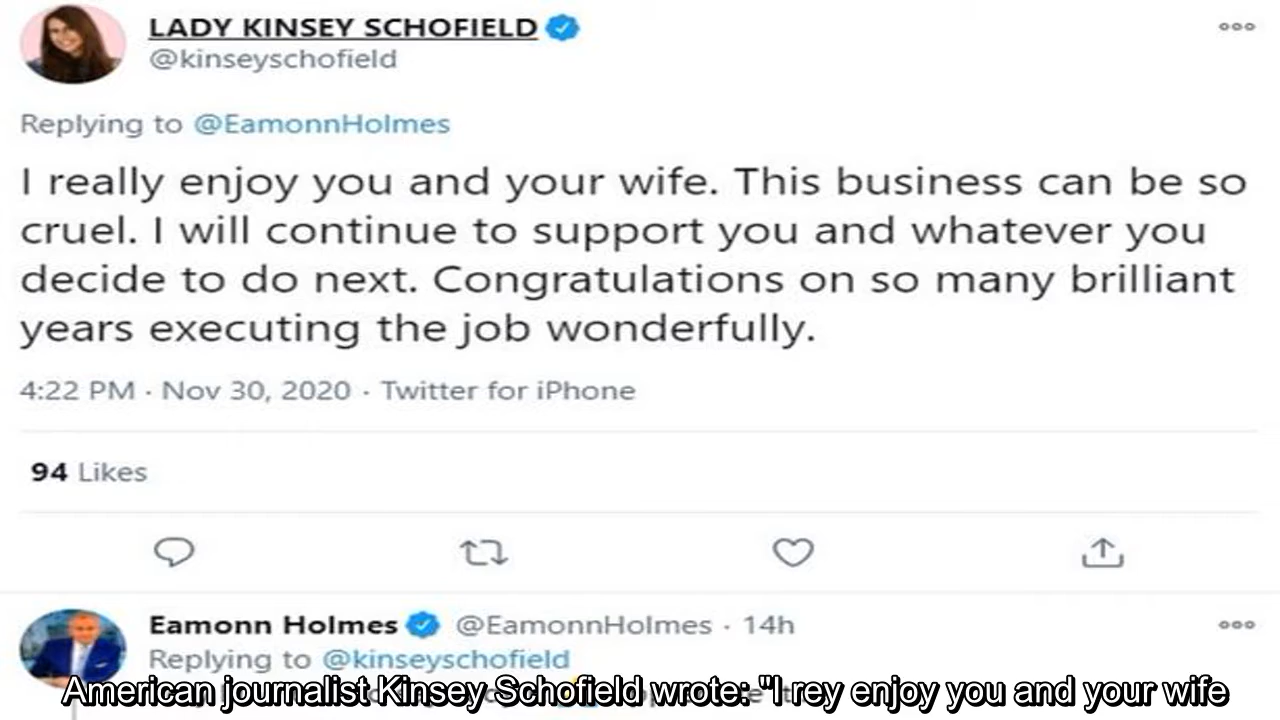 LADY KINSEY SCHOFIELD
@kinseyschofield
Replying to @EamonnHolmes
I really enjoy you and your wife. This business can be so
cruel. I will continue to support you and whatever you
decide to do next. Congratulations on so many brilliant
years executing the job wonderfully.
4:22 PM · Nov 30, 2020 · Twitter for iPhone
94 Likes
Eamonn Holmes @EamonnHolmes · 14h
Replying to @kinseyschofield
American journalist Kinsey Schofield wrote: "I rey enjoy you and your wife